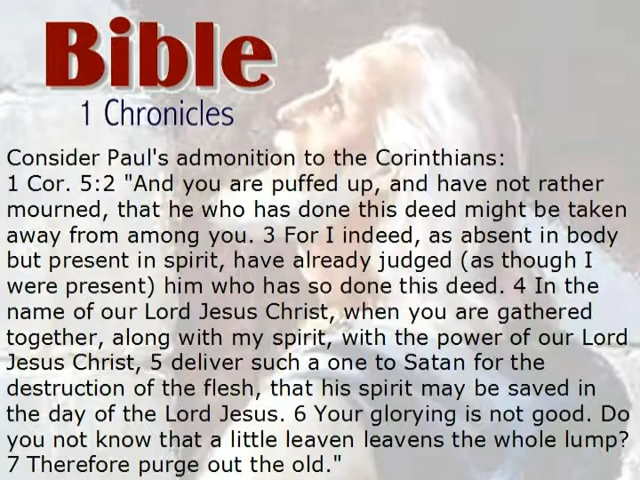 Bible
1 Chronicles
Consider Paul's admonition to the Corinthians:
1 Cor. 5:2 "And you are puffed up, and have not rather
mourned, that he who has done this deed might be taken
away from among you. 3 For I indeed, as absent in body
but present in spirit, have already judged (as though I
were present) him who has so done this deed. 4 In the
name of our Lord Jesus Christ, when you are gathered
together, along with my spirit, with the power of our Lord
Jesus Christ, 5 deliver such a one to Satan for the
destruction of the flesh, that his spirit may be saved in
the day of the Lord Jesus. 6 Your glorying is not good. Do
you not know that a little leaven leavens the whole lump?
7 Therefore purge out the old."